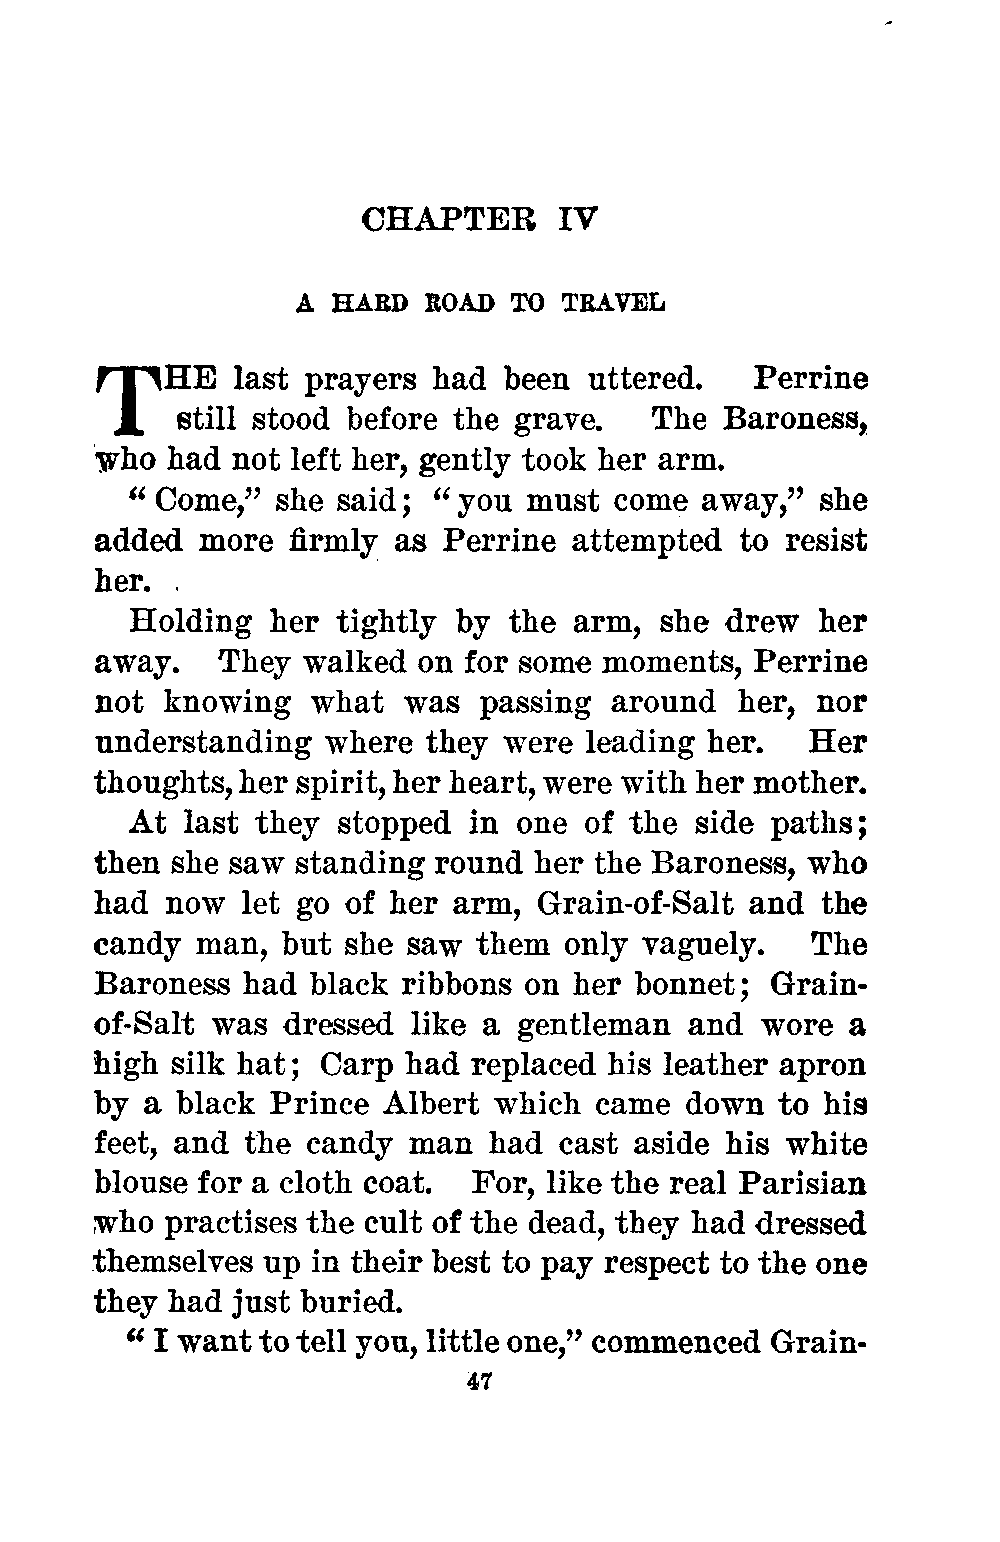 CHAPTER IV
A HARD ROAD TO TRAVEL
THE last prayers had been uttered. Perrine
still stood before the grave. The Baroness,
who had not left her, gently took her arm.
“Come,” she said; “you must come away,” she
added more firmly as Perrine attempted to resist
her.
Holding her tightly by the arm, she drew her
away. They walked on for some moments, Perrine
not knowing what was passing around her, nor
understanding where they were leading her. Her
thoughts, her spirit, her heart, were with her mother.
At last they stopped in one of the side paths;
then she saw standing round her the Baroness, who
had now let go of her arm, Grain-of-Salt and the
candy man, but she saw them only vaguely. The
Baroness had black ribbons on her bonnet; Grain-
of-Salt was dressed like a gentleman and wore a
high silk hat; Carp had replaced his leather apron
by a black Prince Albert which came down to his
feet, and the candy man had cast aside his white
blouse for a cloth coat. For, like the real Parisian
who practises the cult of the dead, they had dressed
themselves up in their best to pay respect to the one
they had just buried.
“I want to tell you, little one,” commenced Grain-
47